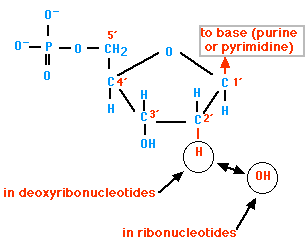 O⁻
5´
to base (purine
or pyrimidine)
O⁻ P O CH2 O
O
C 4´ C 1´
H H H H
C 3´ C 2´
OH
H
OH
in deoxyribonucleotides
in ribonucleotides